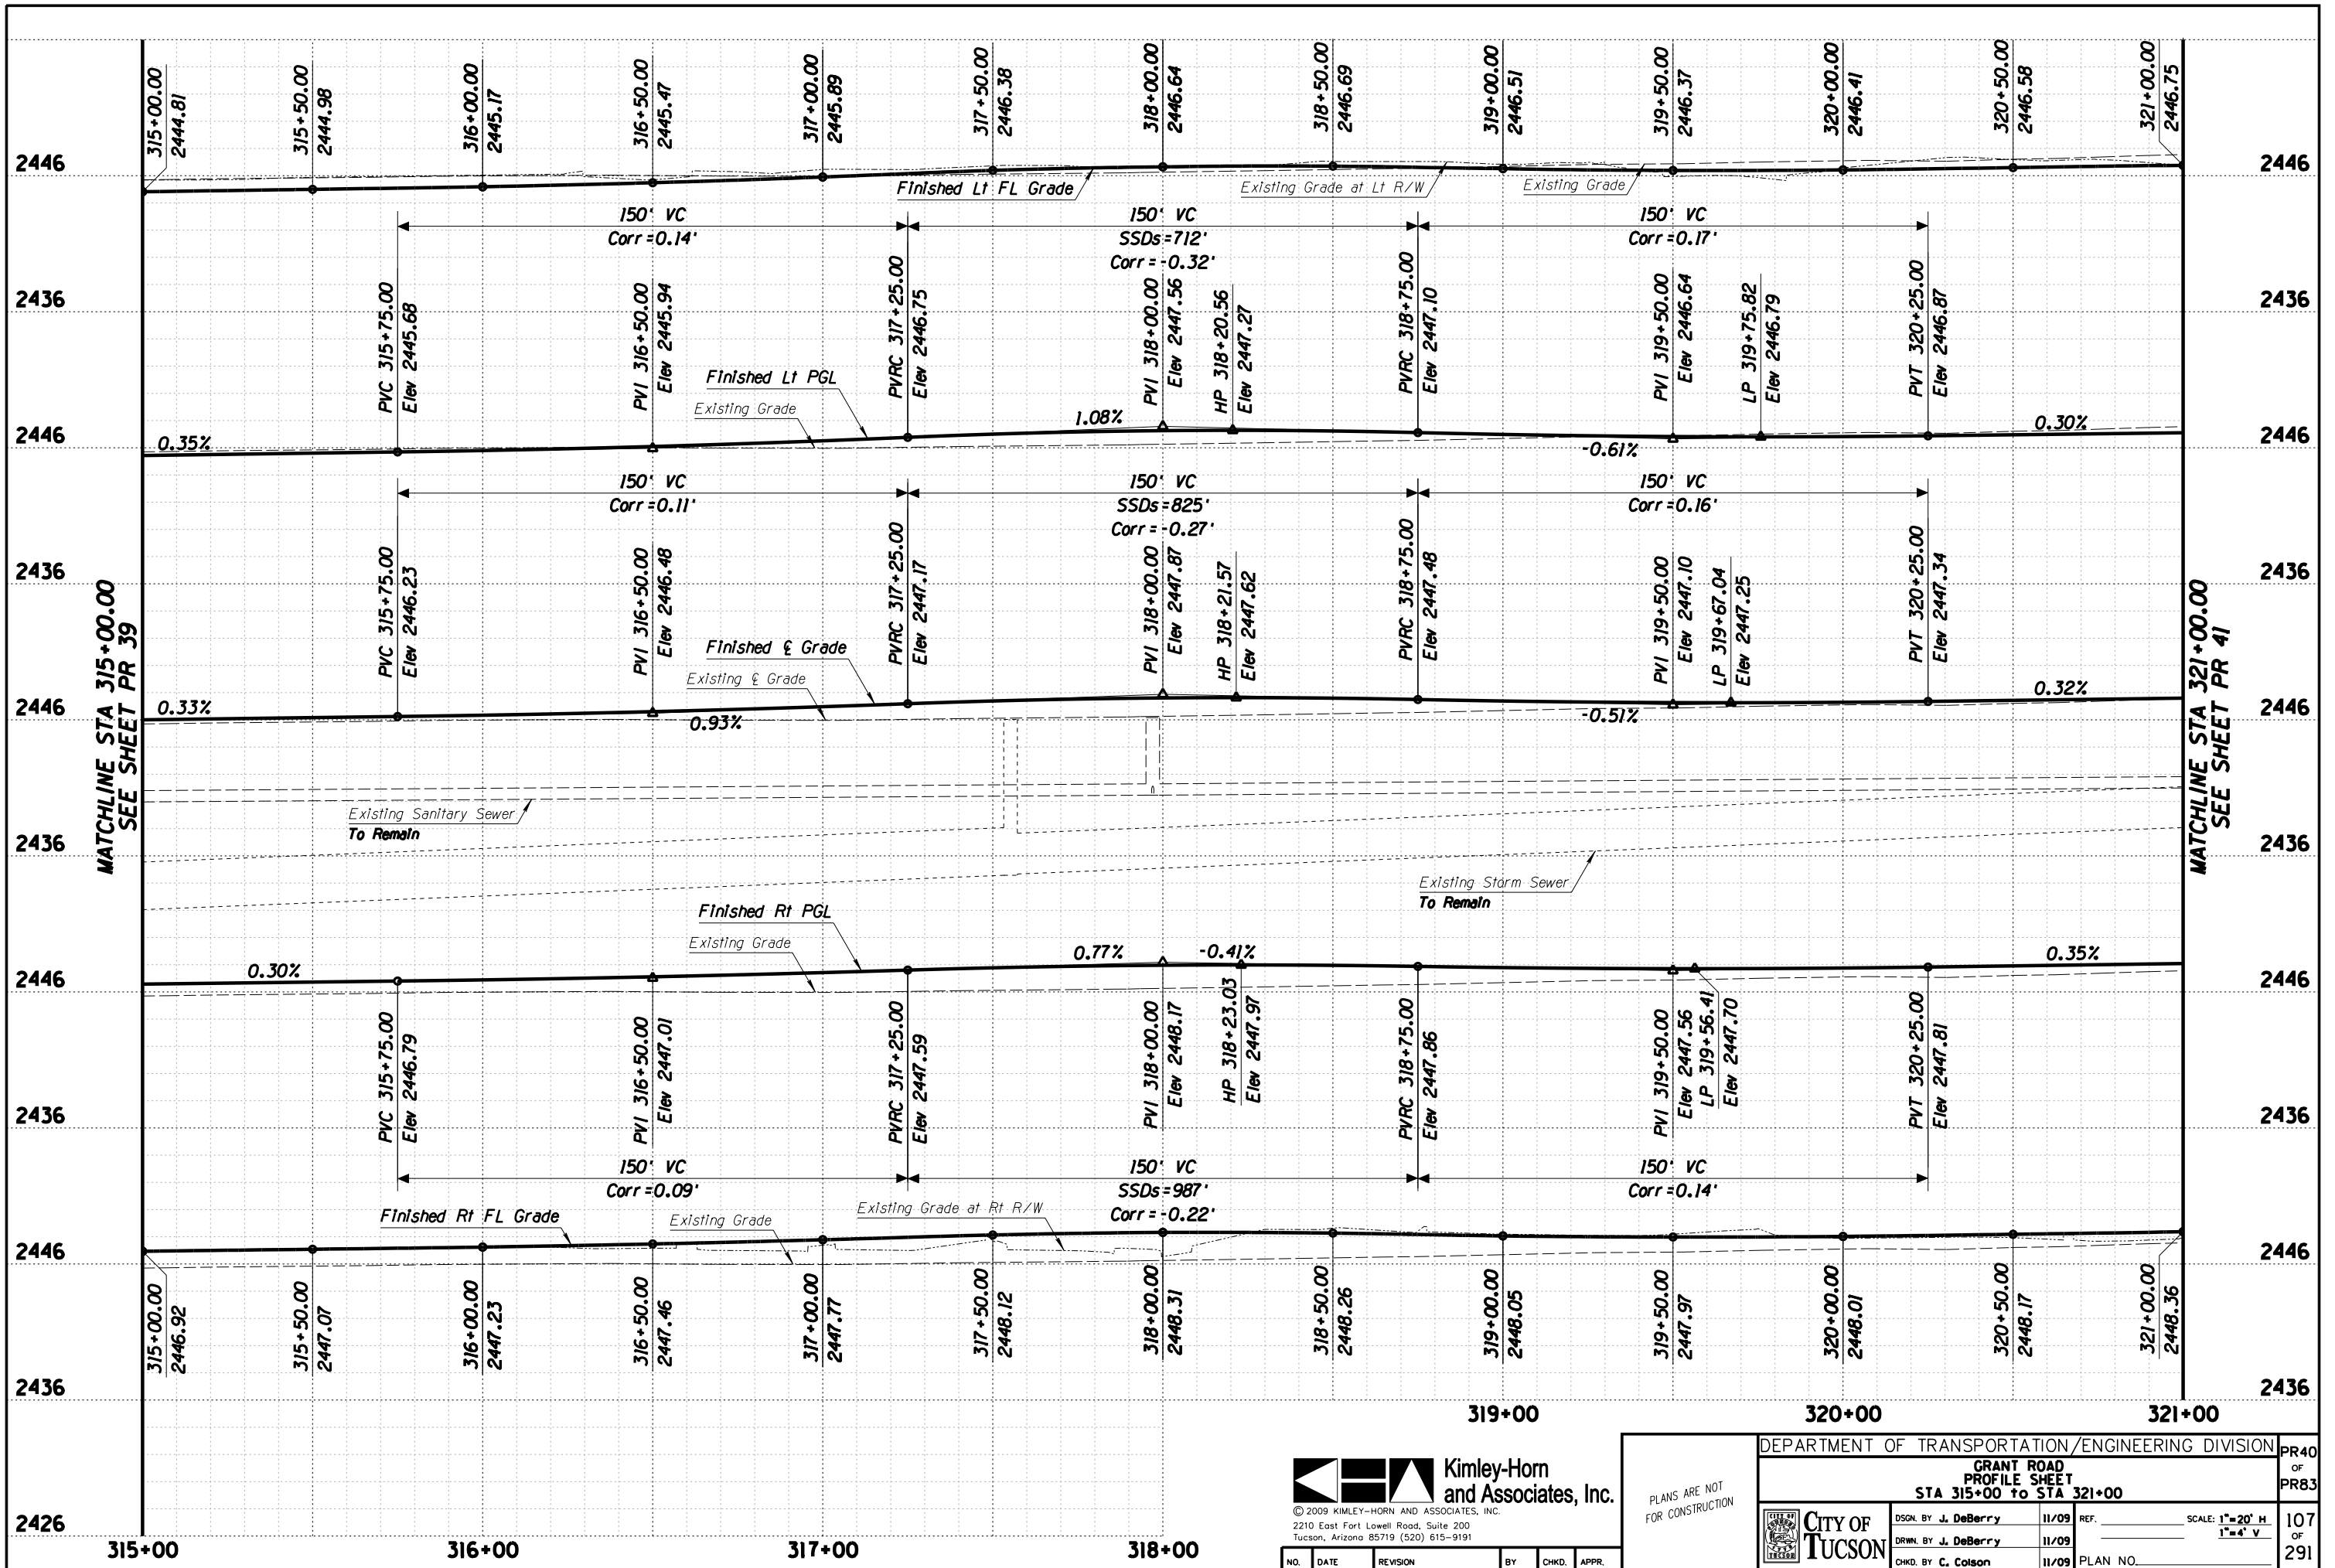 315+00.00
2444.81
315+50.00
2444.98
316+00.00
2445.17
316+50.00
2445.47
317+00.00
2445.89
317+50.00
2446.38
318+00.00
2446.64
318+50.00
2446.69
319+00.00
2446.51
319+50.00
2446.37
320+00.00
2446.41
320+50.00
2446.58
321+00.00
2446.75
2446
2446
Finished Lt FL Grade
Existing Grade at Lt R/W
Existing Grade
150' VC
Corr=0.14'
150' VC
SSDs=712'
Corr=-0.32'
150' VC
Corr=0.17'
2436
2436
PVC 315+75.00
Elev 2445.68
PVI 316+50.00
Elev 2445.94
PVRC 317+25.00
Elev 2446.75
PVI 318+00.00
Elev 2447.56
HP 318+20.56
Elev 2447.27
PVRC 318+75.00
Elev 2447.10
PVI 319+50.00
Elev 2446.64
LP 319+75.82
Elev 2446.79
PVT 320+25.00
Elev 2446.87
Finished Lt PGL
Existing Grade
2446
0.35%
1.08%
-0.61%
0.30%
2446
150' VC
Corr=0.11'
150' VC
SSDs=825'
Corr=-0.27'
150' VC
Corr=0.16'
2436
2436
PVC 315+75.00
Elev 2446.23
PVI 316+50.00
Elev 2446.48
PVRC 317+25.00
Elev 2447.17
PVI 318+00.00
Elev 2447.87
HP 318+21.57
Elev 2447.62
PVRC 318+75.00
Elev 2447.48
PVI 319+50.00
Elev 2447.10
LP 319+67.04
Elev 2447.25
PVT 320+25.00
Elev 2447.34
MATCHLINE STA 315+00.00
SEE SHEET PR 39
MATCHLINE STA 321+00.00
SEE SHEET PR 41
Finished ℄ Grade
Existing ℄ Grade
2446
0.33%
0.93%
-0.51%
0.32%
2446
Existing Sanitary Sewer
To Remain
2436
2436
Existing Storm Sewer
To Remain
Finished Rt PGL
Existing Grade
0.30%
0.77%
-0.41%
0.35%
2446
2446
PVC 315+75.00
Elev 2446.79
PVI 316+50.00
Elev 2447.01
PVRC 317+25.00
Elev 2447.59
PVI 318+00.00
Elev 2448.17
HP 318+23.03
Elev 2447.97
PVRC 318+75.00
Elev 2447.86
PVI 319+50.00
Elev 2447.56
LP 319+56.41
Elev 2447.70
PVT 320+25.00
Elev 2447.81
2436
2436
150' VC
Corr=0.09'
150' VC
SSDs=987'
Corr=-0.22'
150' VC
Corr=0.14'
Finished Rt FL Grade
Existing Grade
Existing Grade at Rt R/W
2446
2446
315+00.00
2446.92
315+50.00
2447.07
316+00.00
2447.23
316+50.00
2447.46
317+00.00
2447.77
317+50.00
2448.12
318+00.00
2448.31
318+50.00
2448.26
319+00.00
2448.05
319+50.00
2447.97
320+00.00
2448.01
320+50.00
2448.17
321+00.00
2448.36
2436
2436
319+00
320+00
321+00
2426
315+00
316+00
317+00
318+00
Kimley-Horn
and Associates, Inc.
© 2009 KIMLEY-HORN AND ASSOCIATES, INC.
2210 East Fort Lowell Road, Suite 200
Tucson, Arizona 85719 (520) 615-9191
NO. DATE REVISION BY CHKD. APPR.
PLANS ARE NOT
FOR CONSTRUCTION
DEPARTMENT OF TRANSPORTATION/ENGINEERING DIVISION
GRANT ROAD
PROFILE SHEET
STA 315+00 to STA 321+00
PR40
OF
PR83
CITY OF
TUCSON
CITY OF
TUCSON
DSGN. BY J. DeBerry 11/09
DRWN. BY J. DeBerry 11/09
CHKD. BY C. Colson 11/09
REF.
SCALE: 1"=20' H
1"=4' V
PLAN NO.
107
OF
291